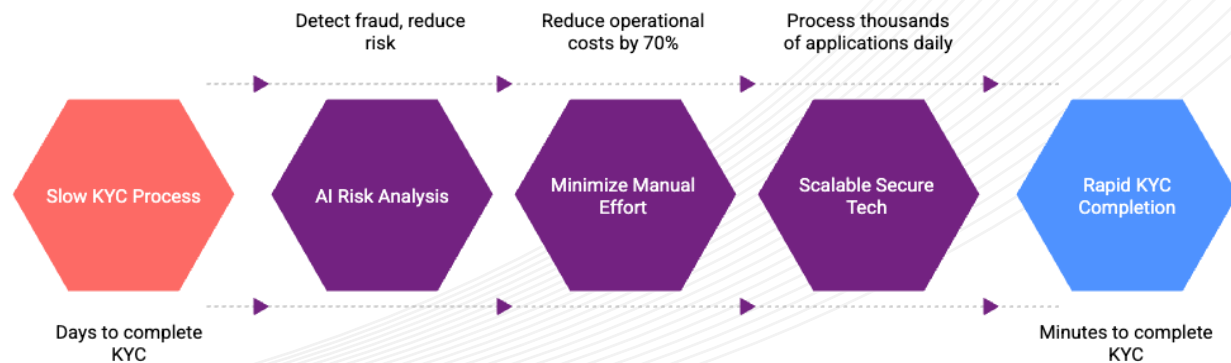 Detect fraud, reduce
risk
Reduce operational
costs by 70%
Process thousands
of applications daily
Slow KYC Process
AI Risk Analysis
Minimize Manual
Effort
Scalable Secure
Tech
Rapid KYC
Completion
Days to complete
KYC
Minutes to complete
KYC